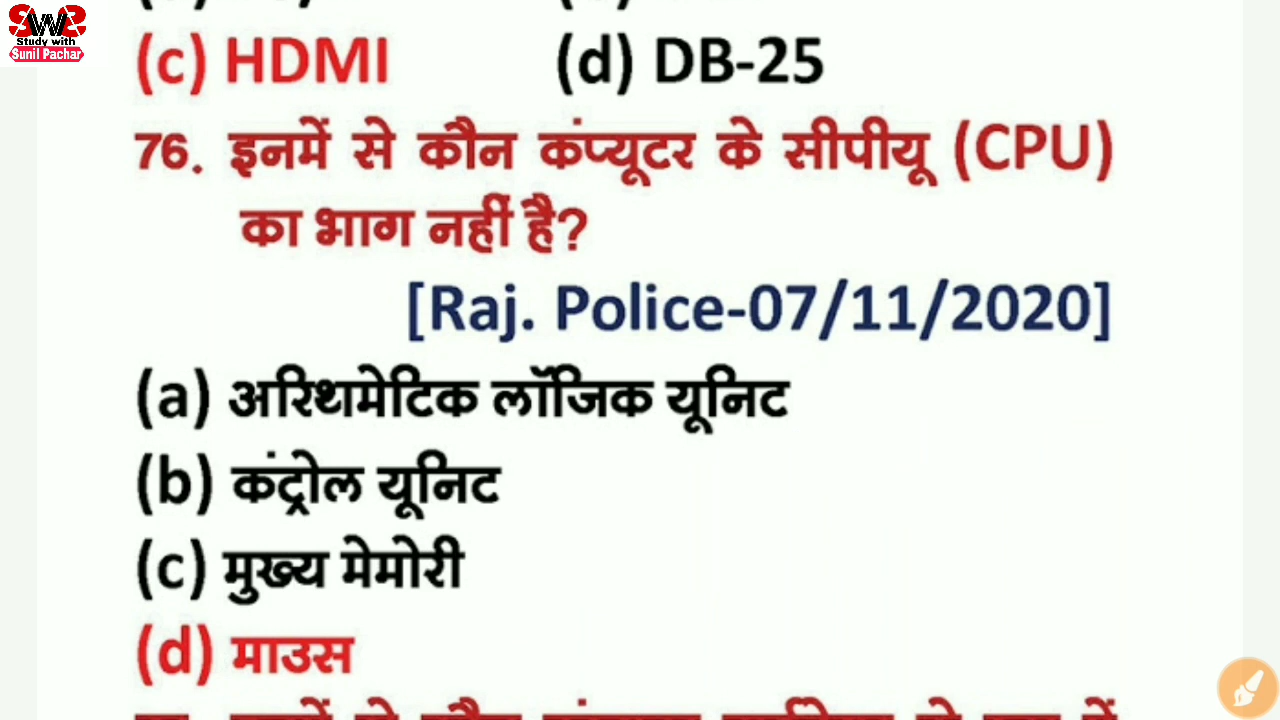 SWS
Study with
Sunil Pachar
(c) HDMI (d) DB-25
76. इनमें से कौन कंप्यूटर के सीपीयू (CPU)
का भाग नहीं है?
[Raj. Police-07/11/2020]
(a) अरिथमेटिक लॉजिक यूनिट
(b) कंट्रोल यूनिट
(c) मुख्य मेमोरी
(d) माउस